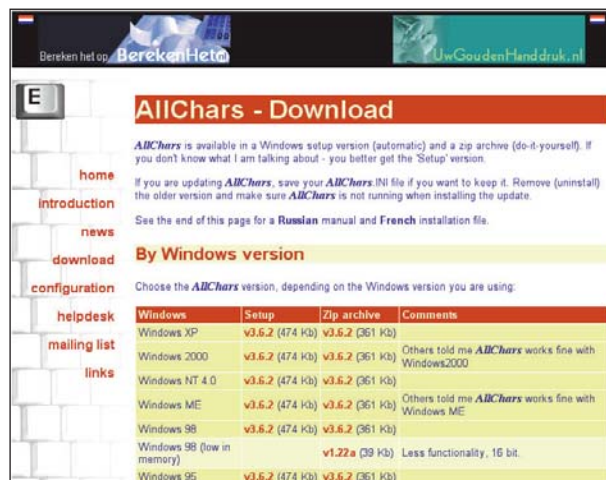 Bereken het op BerekenHet.nl
UwGoudenHanddruk.nl
E
home
introduction
news
download
configuration
helpdesk
mailing list
links
AllChars - Download
AllChars is available in a Windows setup version (automatic) and a zip archive (do-it-yourself). If
you don't know what I am talking about - you better get the 'Setup' version.
If you are updating AllChars, save your AllChars.INI file if you want to keep it. Remove (uninstall)
the older version and make sure AllChars is not running when installing the update.
See the end of this page for a Russian manual and French installation file.
By Windows version
Choose the AllChars version, depending on the Windows version you are using:
Windows Setup Zip archive Comments
Windows XP v3.6.2 (474 Kb) v3.6.2 (361 Kb)
Windows 2000 v3.6.2 (474 Kb) v3.6.2 (361 Kb) Others told me AllChars works fine with
Windows2000
Windows NT 4.0 v3.6.2 (474 Kb) v3.6.2 (361 Kb)
Windows ME v3.6.2 (474 Kb) v3.6.2 (361 Kb) Others told me AllChars works fine with
Windows ME
Windows 98 v3.6.2 (474 Kb) v3.6.2 (361 Kb)
Windows 98 (low in
memory) v1.22a (39 Kb) Less functionality, 16 bit.
Windows 95 v3.6.2 (474 Kb) v3.6.2 (361 Kb)